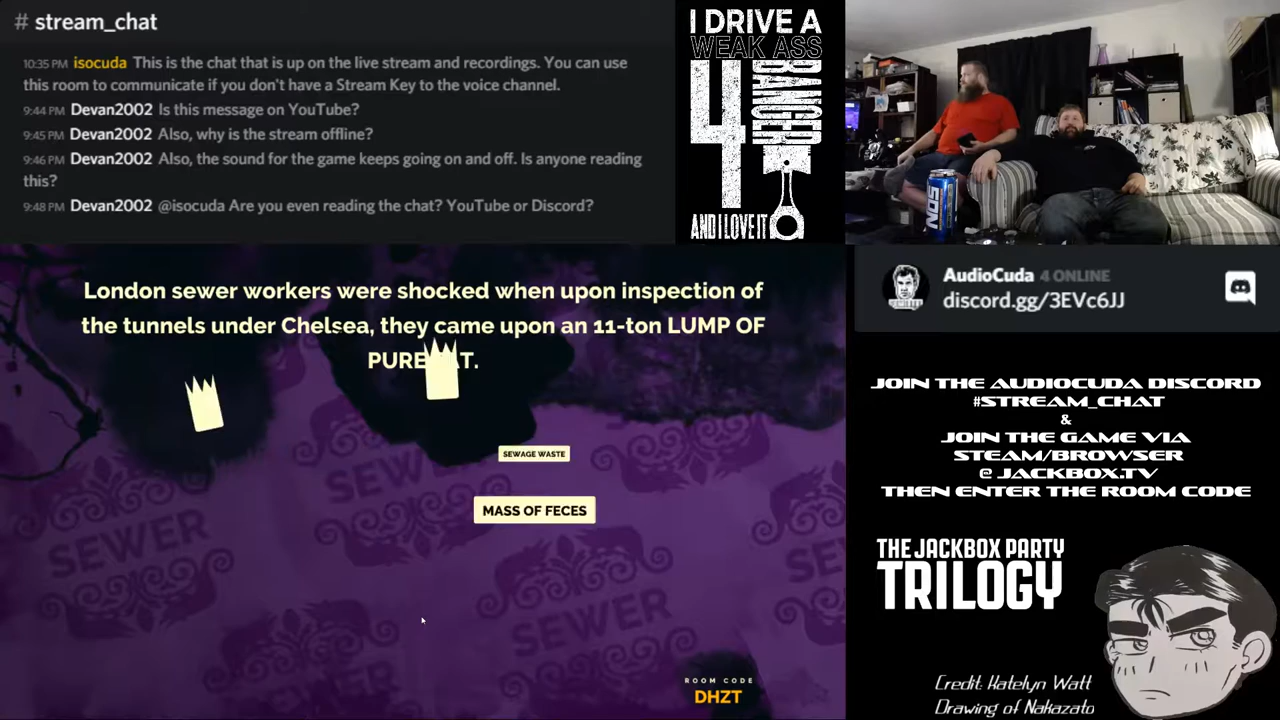 # stream_chat
10:35 PM isocuda This is the chat that is up on the live stream and recordings. You can use
this room to communicate if you don't have a Stream Key to the voice channel.
9:44 PM Devan2002 Is this message on YouTube?
9:45 PM Devan2002 Also, why is the stream offline?
9:46 PM Devan2002 Also, the sound for the game keeps going on and off. Is anyone reading
this?
9:48 PM Devan2002 @isocuda Are you even reading the chat? YouTube or Discord?
I DRIVE A
WEAK ASS
4 BANGER
AND I LOVE IT
London sewer workers were shocked when upon inspection of
the tunnels under Chelsea, they came upon an 11-ton LUMP OF
PURE
SEWAGE WASTE
MASS OF FECES
SEWER
SEWER
SEWER
SEWER
ROOM CODE
DHZT
AudioCuda 4 ONLINE
discord.gg/3EVc6JJ
JOIN THE AUDIOCUDA DISCORD
#STREAM_CHAT
&
JOIN THE GAME VIA
STEAM/BROWSER
@ JACKBOX.TV
THEN ENTER THE ROOM CODE
THE JACKBOX PARTY
TRILOGY
Credit: Katelyn Watt
Drawing of Nakazato